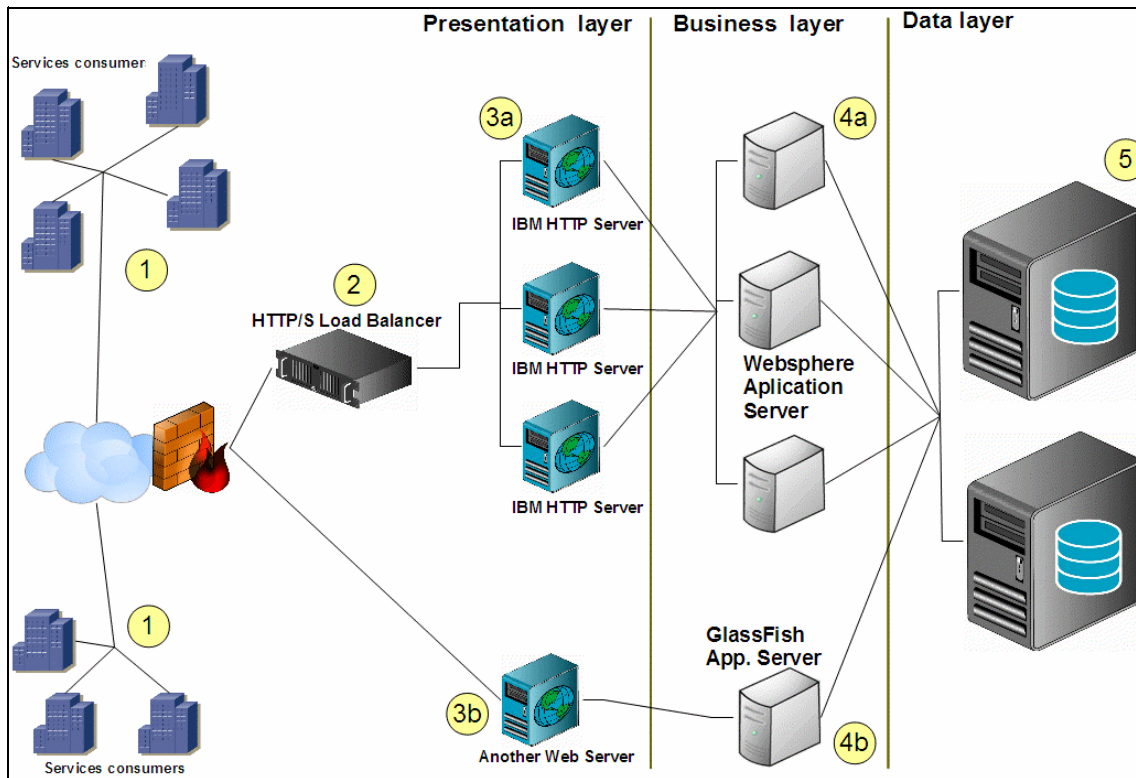 Presentation layer
Business layer
Data layer
Services consumer
3a
4a
5
IBM HTTP Server
1
2
HTTP/S Load Balancer
IBM HTTP Server
Websphere
Aplication
Server
IBM HTTP Server
1
GlassFish
App. Server
3b
4b
Another Web Server
Services consumers